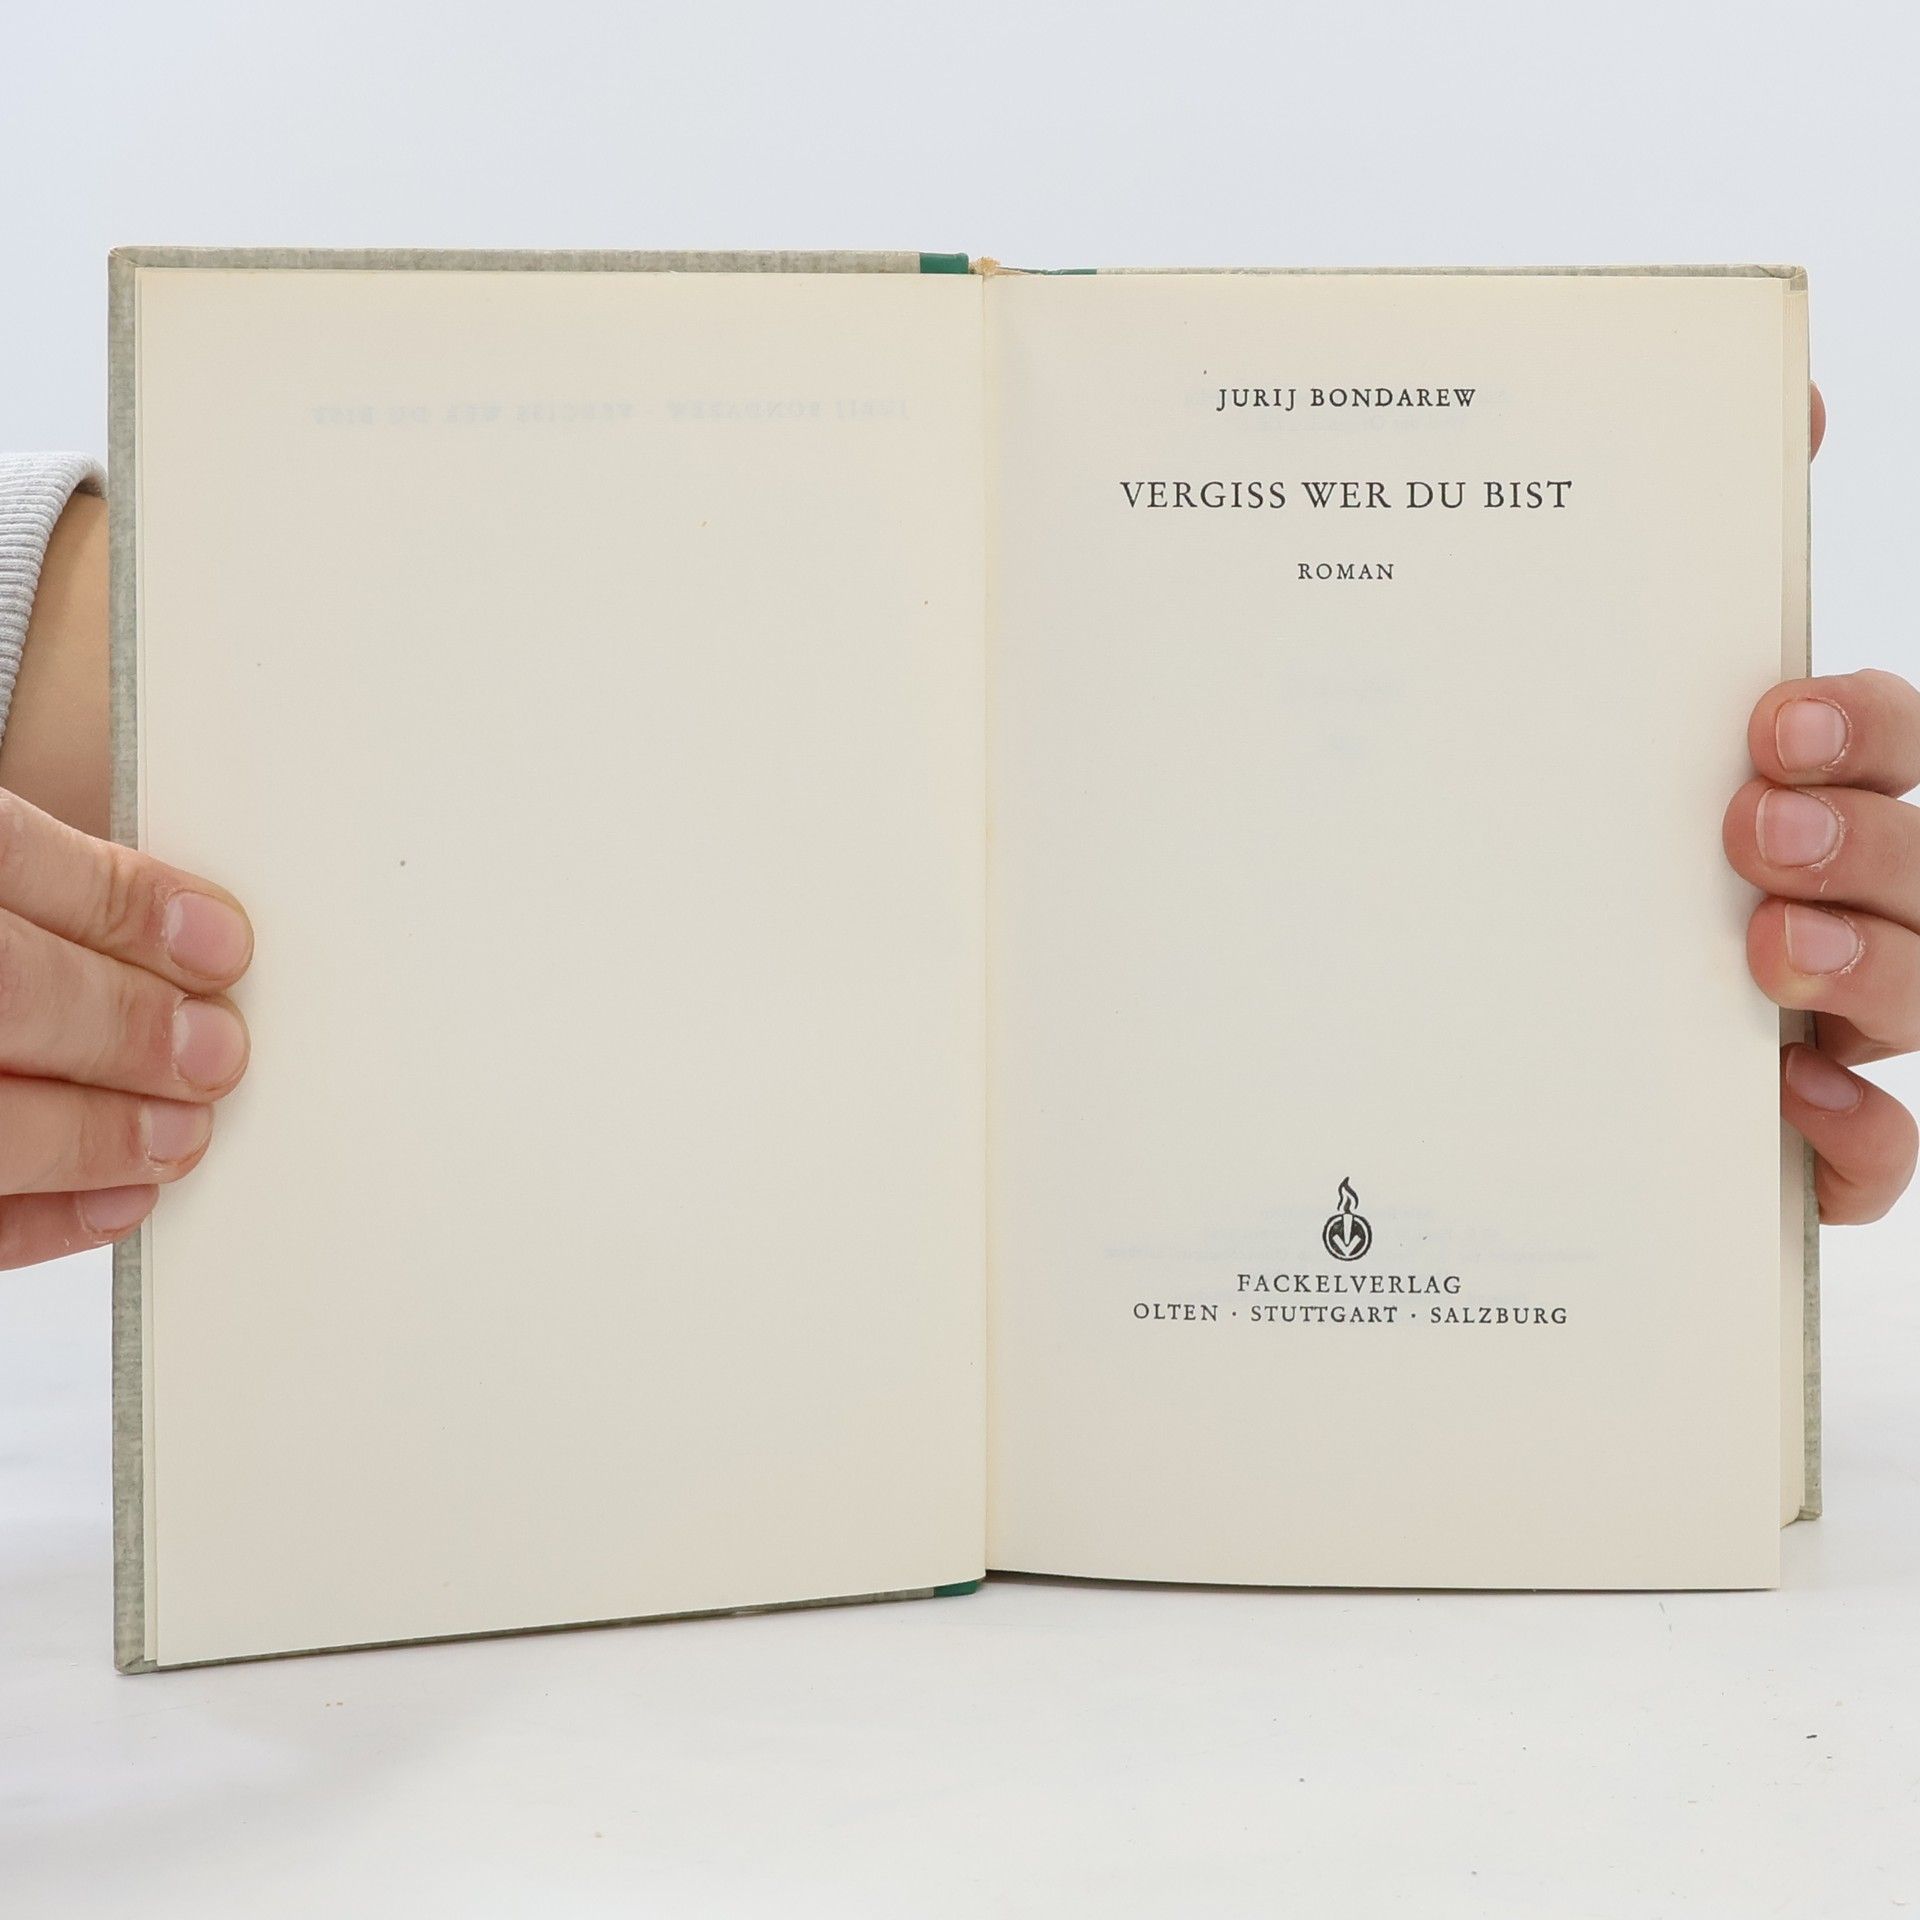 JURIJ BONDAREW
VERGISS WER DU BIST
ROMAN
FACKELVERLAG
OLTEN · STUTTGART · SALZBURG